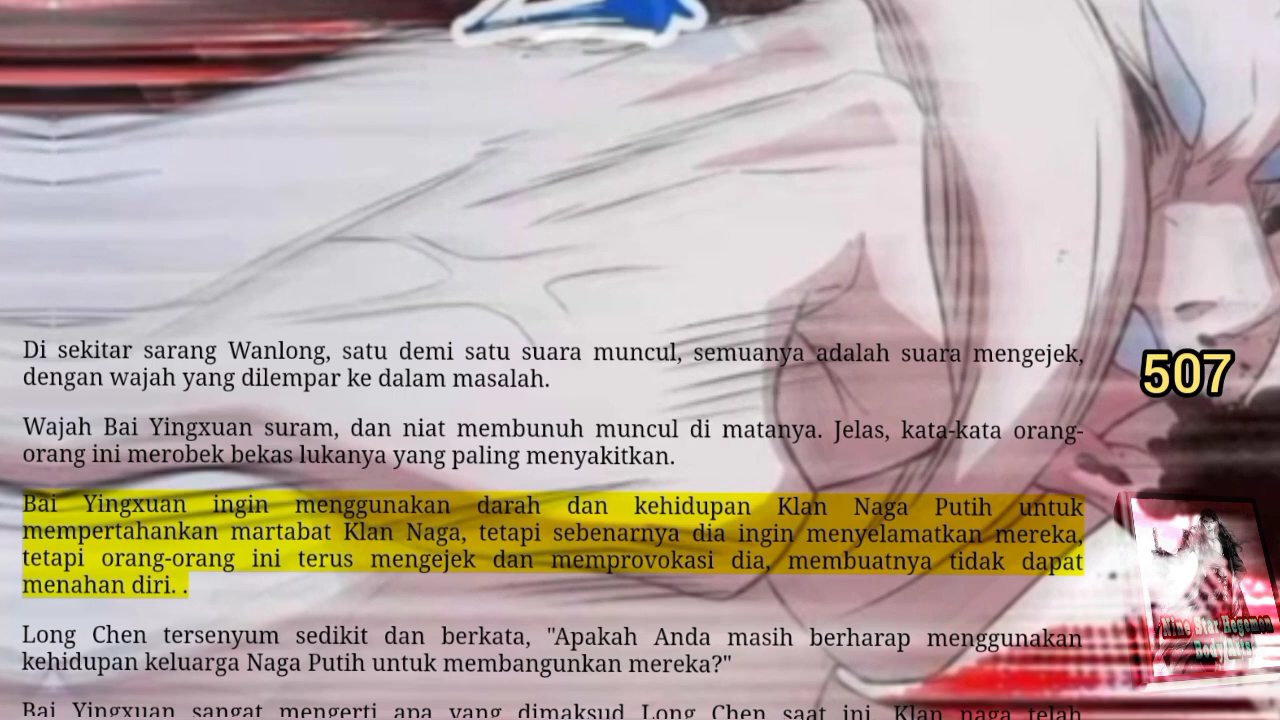 Di sekitar sarang Wanlong, satu demi satu suara muncul, semuanya adalah suara mengejek,
dengan wajah yang dilempar ke dalam masalah.
Wajah Bai Yingxuan suram, dan niat membunuh muncul di matanya. Jelas, kata-kata orang-
orang ini merobek bekas lukanya yang paling menyakitkan.
Bai Yingxuan ingin menggunakan darah dan kehidupan Klan Naga Putih untuk
mempertahankan martabat Klan Naga, tetapi sebenarnya dia ingin menyelamatkan mereka,
tetapi orang-orang ini terus mengejek dan memprovokasi dia, membuatnya tidak dapat
menahan diri. .
Long Chen tersenyum sedikit dan berkata, "Apakah Anda masih berharap menggunakan
kehidupan keluarga Naga Putih untuk membangunkan mereka?"
Bai Yingxuan sangat mengerti apa yang dimaksud Long Chen saat ini. Klan naga telah
507
Nine Star Hegemon
Body Arts